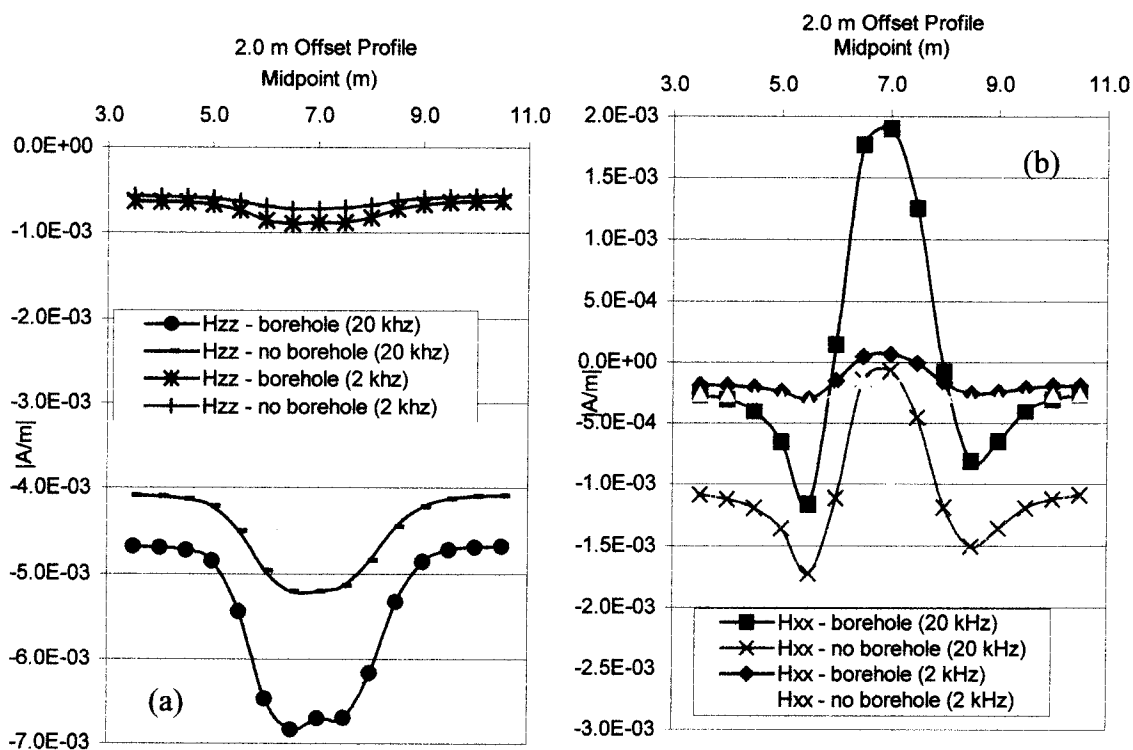 2.0 m Offset Profile
Midpoint (m)
3.0 5.0 7.0 9.0 11.0
0.0E+00
-1.0E-03
-2.0E-03
-3.0E-03
-4.0E-03
-5.0E-03
-6.0E-03
-7.0E-03
|A/m|
Hzz - borehole (20 khz)
Hzz - no borehole (20 khz)
Hzz - borehole (2 khz)
Hzz - no borehole (2 khz)
(a)
2.0 m Offset Profile
Midpoint (m)
3.0 5.0 7.0 9.0 11.0
2.0E-03
1.5E-03
1.0E-03
5.0E-04
0.0E+00
-5.0E-04
-1.0E-03
-1.5E-03
-2.0E-03
-2.5E-03
-3.0E-03
|A/m|
(b)
Hxx - borehole (20 kHz)
Hxx - no borehole (20 kHz)
Hxx - borehole (2 kHz)
Hxx - no borehole (2 kHz)